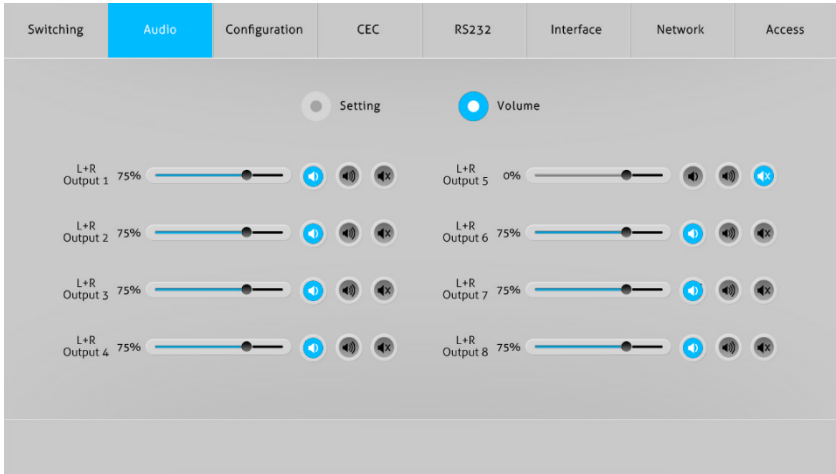 Switching Audio Configuration CEC RS232 Interface Network Access
Setting Volume
L+R
Output 1 75%
L+R
Output 5 0%
L+R
Output 2 75%
L+R
Output 6 75%
L+R
Output 3 75%
L+R
Output 7 75%
L+R
Output 4 75%
L+R
Output 8 75%